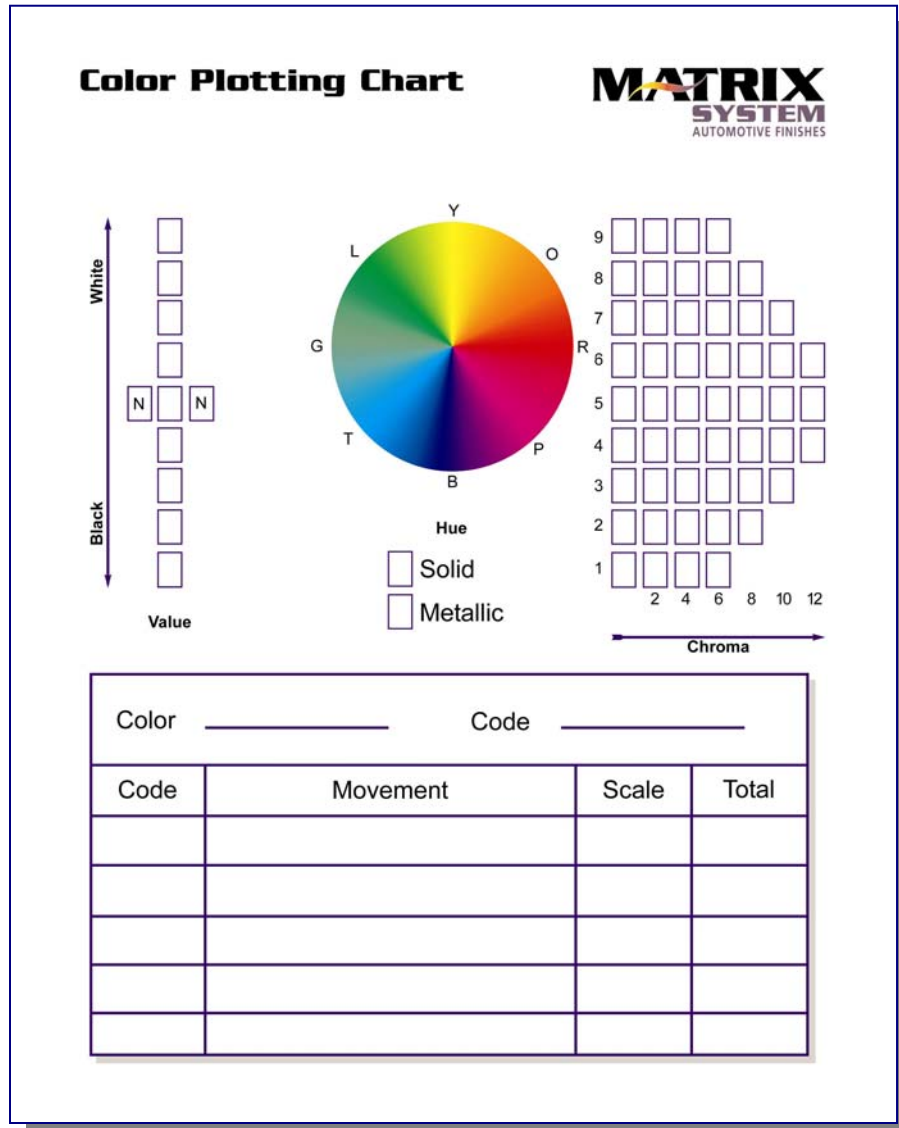 Color Plotting Chart
MATRIX
SYSTEM
AUTOMOTIVE FINISHES
White
Black
N N
Value
Y
L O
G R
T P
B
Hue
Solid
Metallic
9
8
7
6
5
4
3
2
1
2 4 6 8 10 12
Chroma
Color Code
Code Movement Scale Total